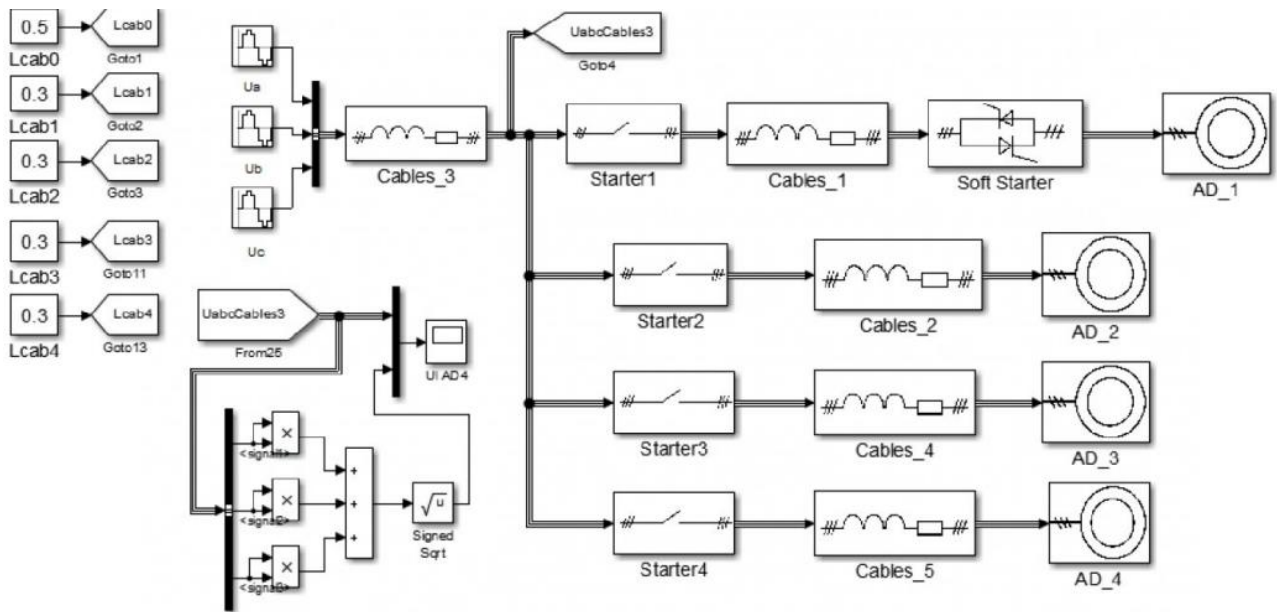 0.5
Lcab0
Lcab0
Goto1
0.3
Lcab1
Lcab1
Goto2
0.3
Lcab2
Lcab2
Goto3
0.3
Lcab3
Lcab3
Goto11
0.3
Lcab4
Lcab4
Goto13
Ua
Ub
Uc
Cables_3
UabcCables3
Goto4
Starter1
Cables_1
Soft Starter
AD_1
Starter2
Cables_2
AD_2
Starter3
Cables_4
AD_3
Starter4
Cables_5
AD_4
UabcCables3
From25
UI AD4
<signal1>
×
<signal2>
×
<signal3>
×
+
+
+
√u
Signed
Sqrt